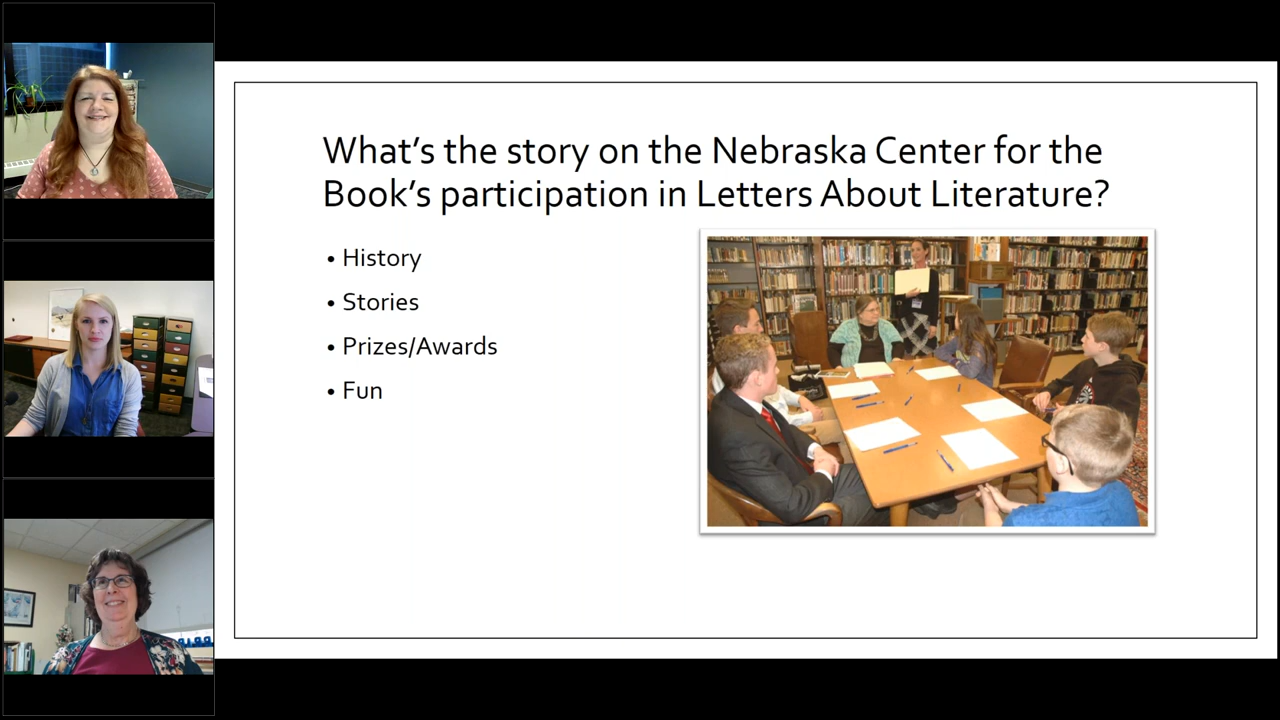 What's the story on the Nebraska Center for the
Book's participation in Letters About Literature?
• History
• Stories
• Prizes/Awards
• Fun